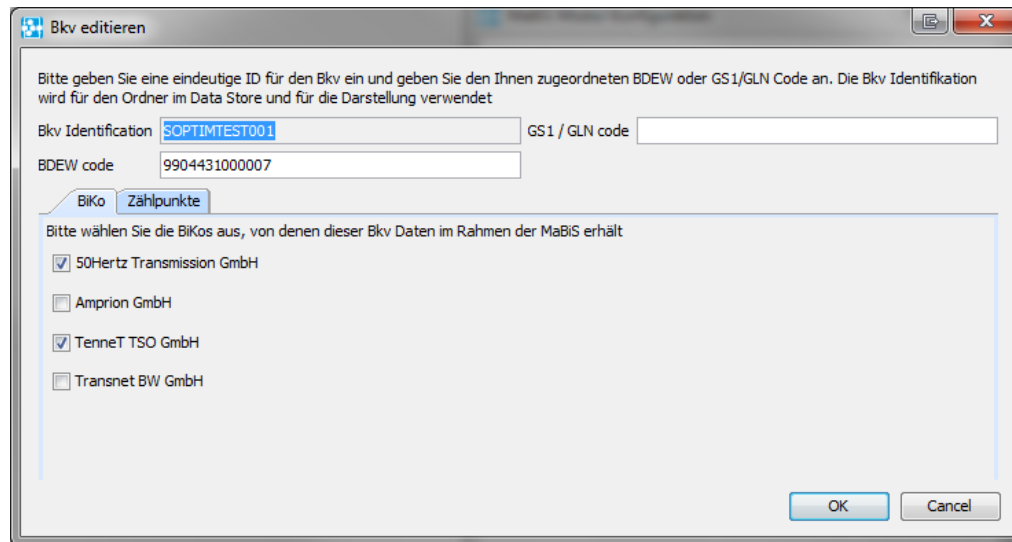 Bkv editieren
Bitte geben Sie eine eindeutige ID für den Bkv ein und geben Sie den Ihnen zugeordneten BDEW oder GS1/GLN Code an. Die Bkv Identifikation
wird für den Ordner im Data Store und für die Darstellung verwendet
Bkv Identification SOPTIMTEST001 GS1 / GLN code
BDEW code 9904431000007
BiKo Zählpunkte
Bitte wählen Sie die BiKos aus, von denen dieser Bkv Daten im Rahmen der MaBiS erhält
50Hertz Transmission GmbH
Amprion GmbH
TenneT TSO GmbH
Transnet BW GmbH
OK Cancel